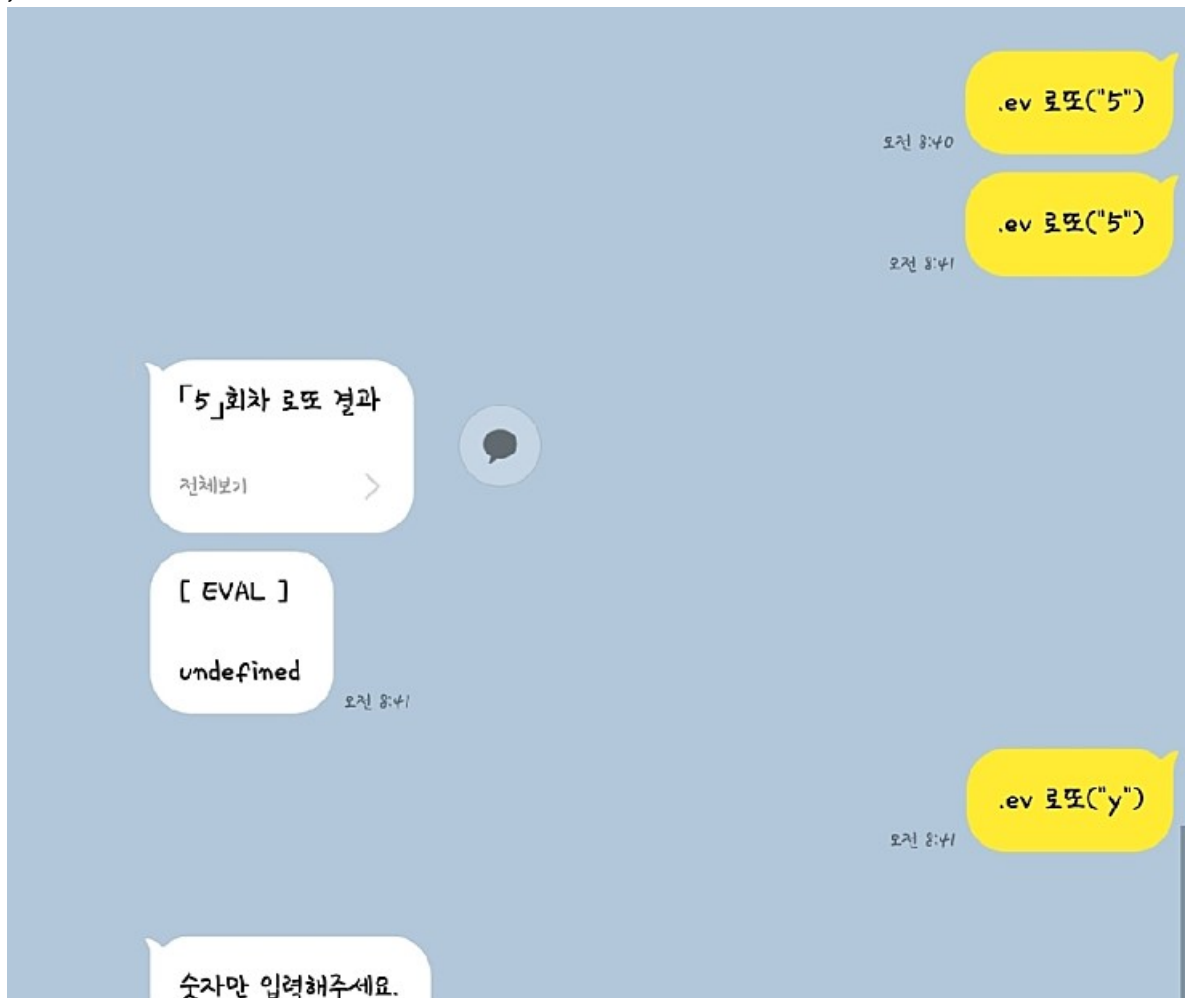 .ev 로또("5")
오전 8:40
.ev 로또("5")
오전 8:41
「5」회차 로또 결과
전체보기
[ EVAL ]
undefined
오전 8:41
.ev 로또("y")
오전 8:41
숫자만 입력해주세요.